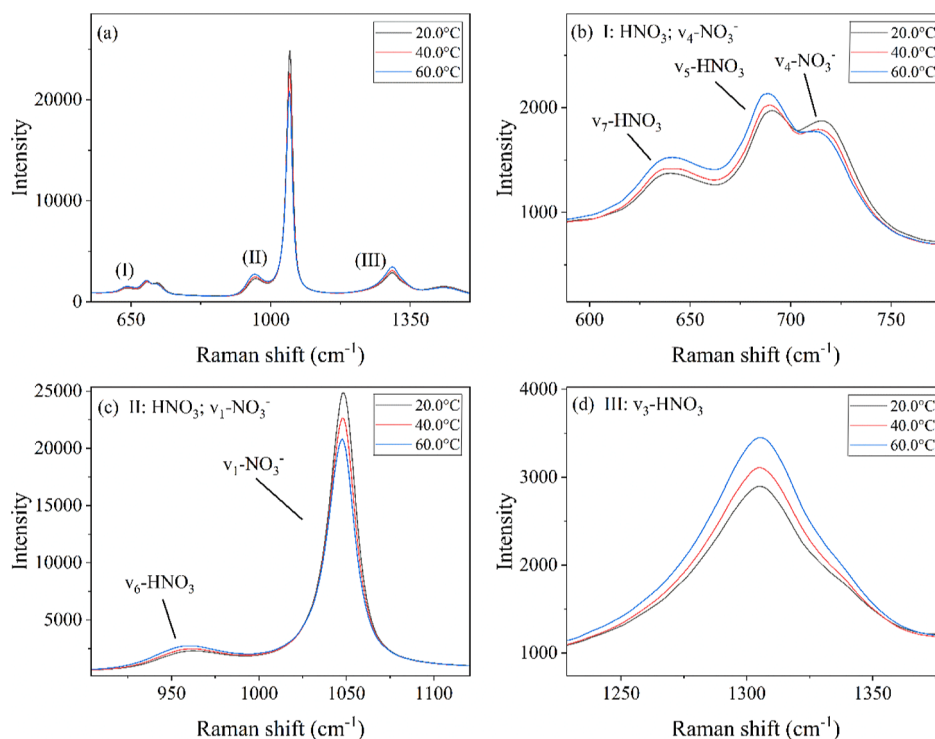 (a)
20.0°C
40.0°C
60.0°C
20000
10000
0
Intensity
(I)
(II)
(III)
650
1000
1350
Raman shift (cm⁻¹)
(b) I: HNO₃; v₄-NO₃⁻
20.0°C
40.0°C
60.0°C
v₇-HNO₃
v₅-HNO₃
v₄-NO₃⁻
2000
1000
Intensity
600
650
700
750
Raman shift (cm⁻¹)
(c) II: HNO₃; v₁-NO₃⁻
20.0°C
40.0°C
60.0°C
v₁-NO₃⁻
v₆-HNO₃
25000
20000
15000
10000
5000
Intensity
950
1000
1050
1100
Raman shift (cm⁻¹)
(d) III: v₃-HNO₃
20.0°C
40.0°C
60.0°C
4000
3000
2000
1000
Intensity
1250
1300
1350
Raman shift (cm⁻¹)